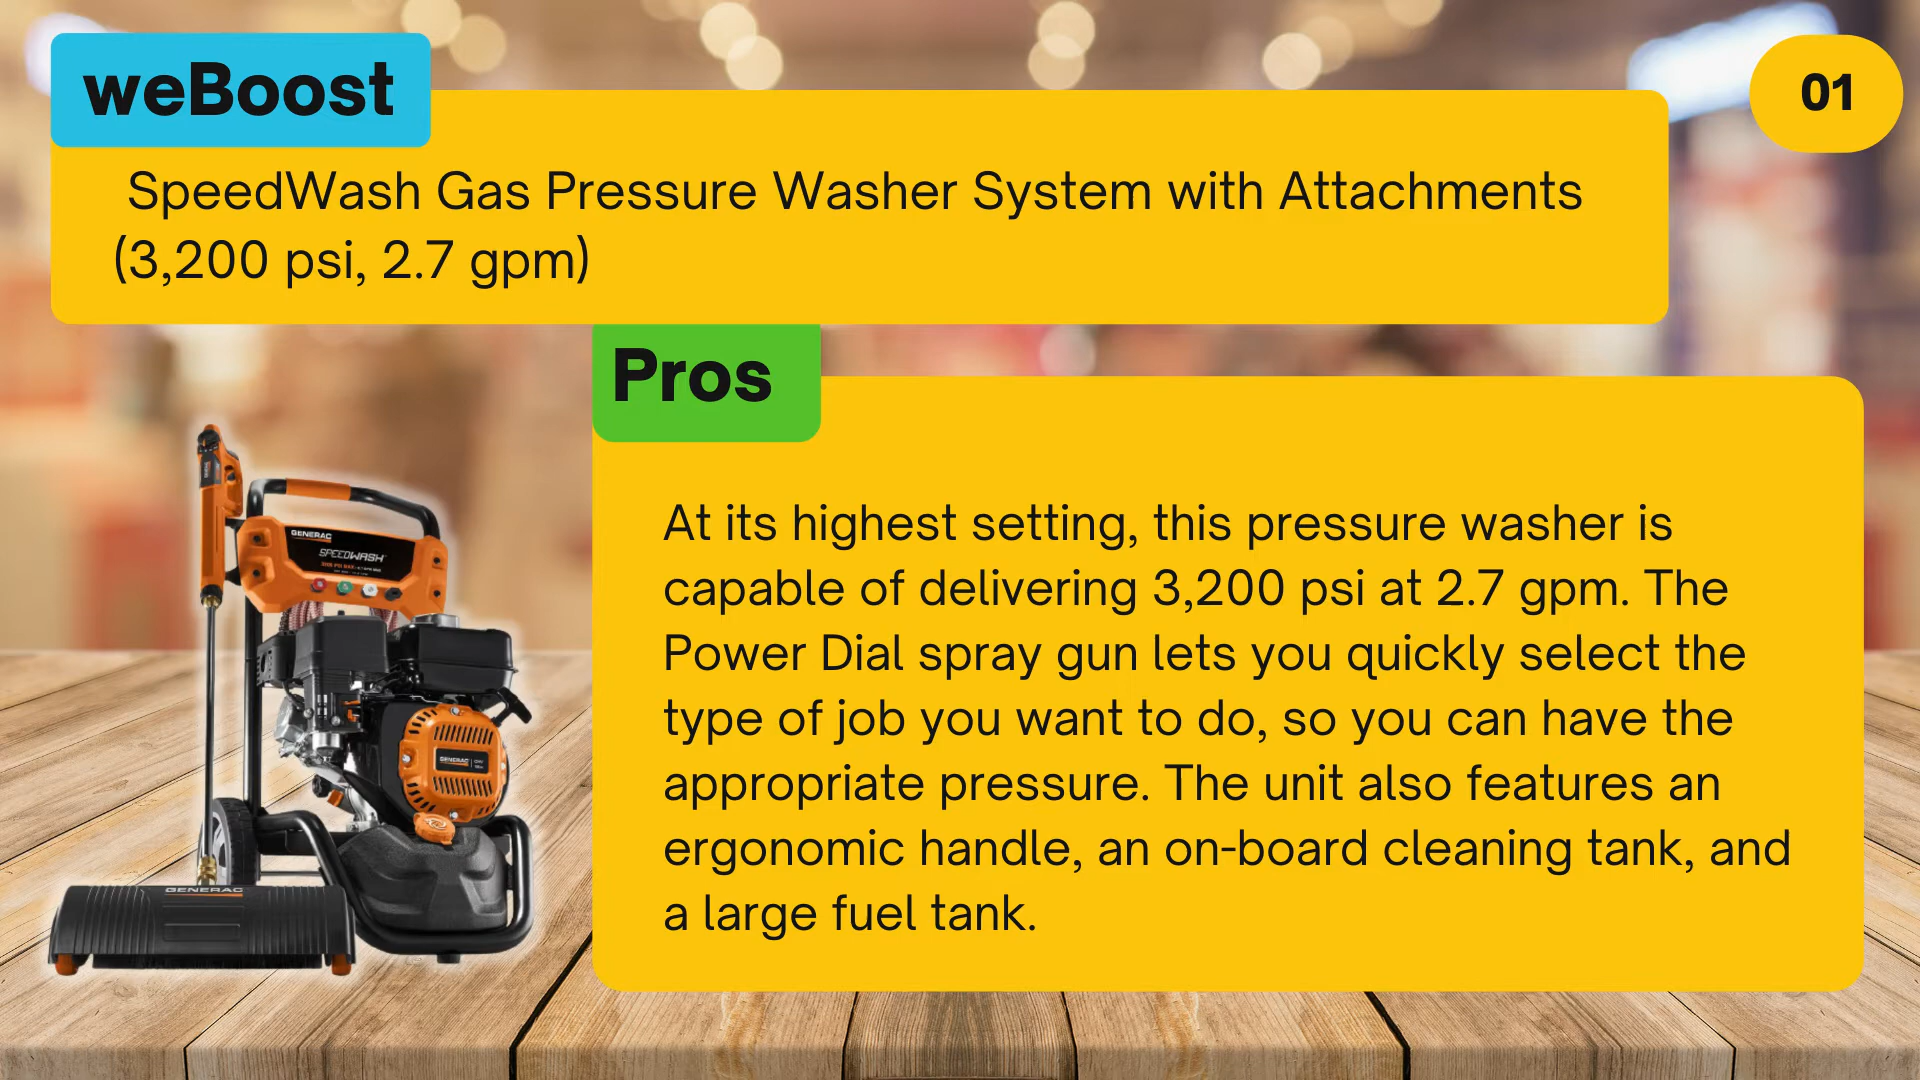 weBoost
01
SpeedWash Gas Pressure Washer System with Attachments
(3,200 psi, 2.7 gpm)
Pros
At its highest setting, this pressure washer is
capable of delivering 3,200 psi at 2.7 gpm. The
Power Dial spray gun lets you quickly select the
type of job you want to do, so you can have the
appropriate pressure. The unit also features an
ergonomic handle, an on-board cleaning tank, and
a large fuel tank.
GENERAC
SPEEDWASH
GENERAC
GENERAC